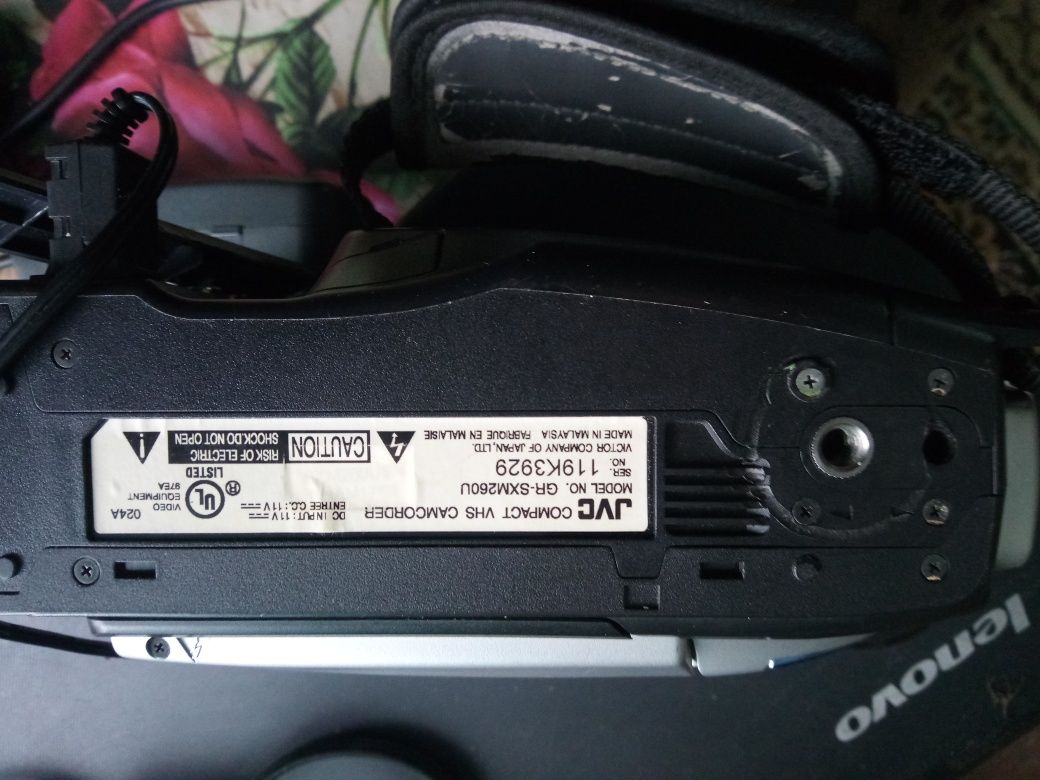 JVC COMPACT VHS CAMCORDER
MODEL NO. GR-SXM260U
SER. NO. 119K3929
VICTOR COMPANY OF JAPAN, LTD.
MADE IN MALAYSIA FABRIQUE EN MALAISIE
DC INPUT: 11V
ENTREE C.C.: 11V
CAUTION
RISK OF ELECTRIC
SHOCK.DO NOT OPEN
UL
®
LISTED
VIDEO
EQUIPMENT
97EA
024A
lenovo